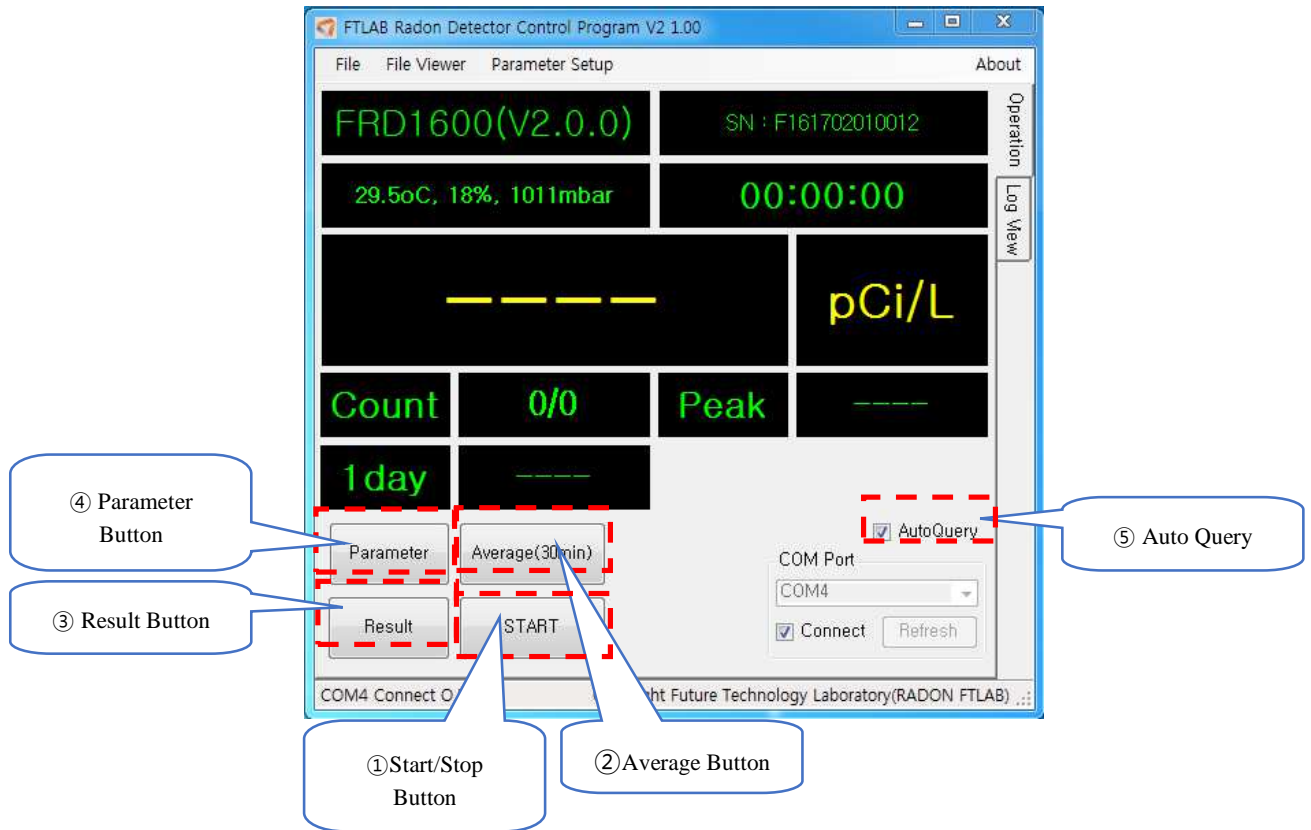 FTLAB Radon Detector Control Program V2 1.00
File File Viewer Parameter Setup About
FRD1600(V2.0.0)
SN : F161702010012
Operation
29.5oC, 18%, 1011mbar
00:00:00
Log View
----
pCi/L
Count
0/0
Peak
----
1day
----
④ Parameter
Button
⑤ Auto Query
Parameter
Average(30min)
AutoQuery
COM Port
COM4
③ Result Button
Result
START
Connect
Refresh
COM4 Connect
Future Technology Laboratory(RADON FTLAB)
①Start/Stop
Button
②Average Button